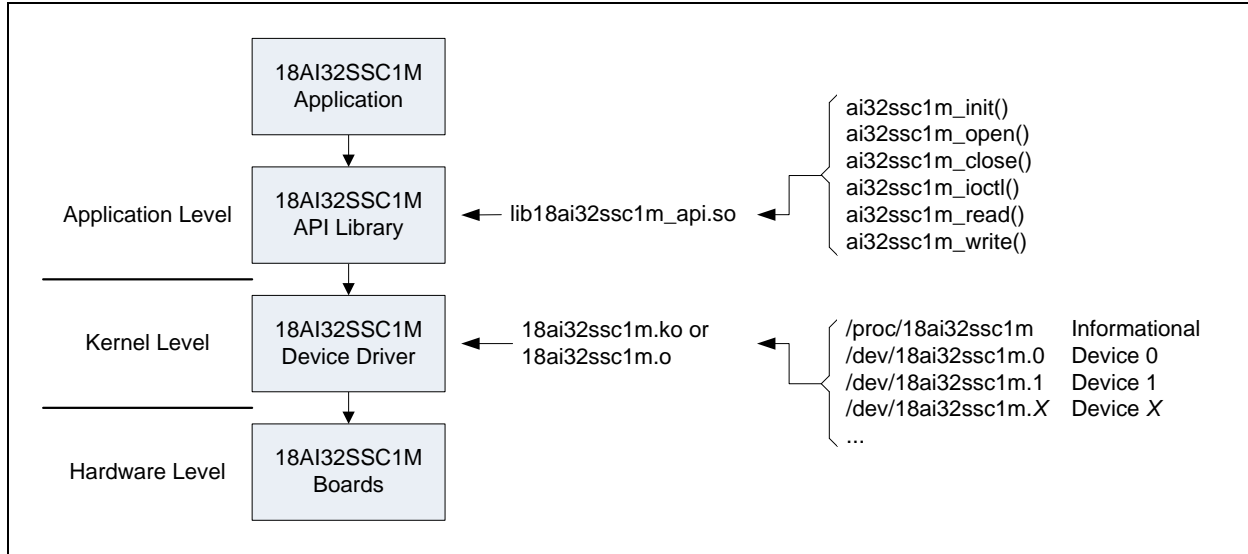 18AI32SSC1M
Application
Application Level
18AI32SSC1M
API Library
lib18ai32ssc1m_api.so
ai32ssc1m_init()
ai32ssc1m_open()
ai32ssc1m_close()
ai32ssc1m_ioctl()
ai32ssc1m_read()
ai32ssc1m_write()
Kernel Level
18AI32SSC1M
Device Driver
18ai32ssc1m.ko or
18ai32ssc1m.o
/proc/18ai32ssc1m Informational
/dev/18ai32ssc1m.0 Device 0
/dev/18ai32ssc1m.1 Device 1
/dev/18ai32ssc1m.X Device X
...
Hardware Level
18AI32SSC1M
Boards